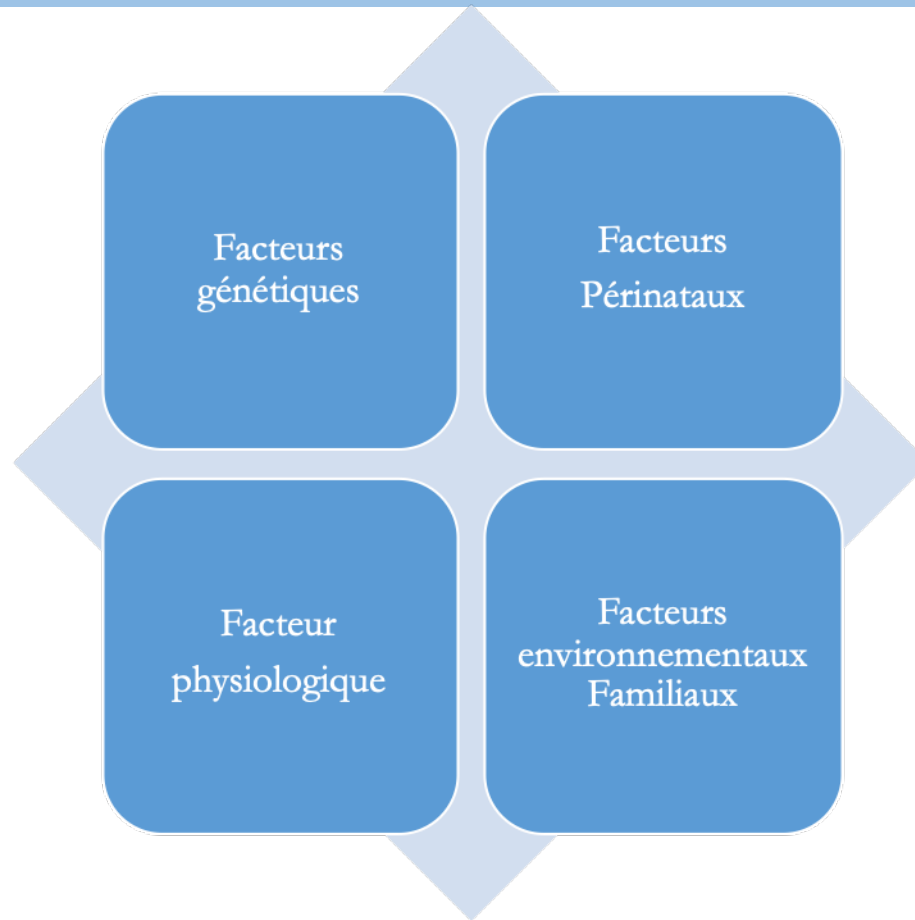 Facteurs
génétiques
Facteurs
Périnataux
Facteur
physiologique
Facteurs
environnementaux
Familiaux